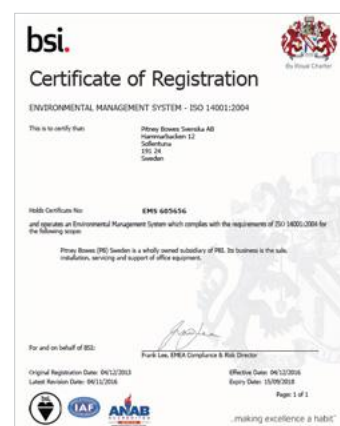 bsi.
By Royal Charter
Certificate of Registration
ENVIRONMENTAL MANAGEMENT SYSTEM - ISO 14001:2004
This is to certify that:
Pitney Bowes Svenska AB
Hammarbacken 12
Sollentuna
191 24
Sweden
Holds Certificate No:
EMS 605656
and operates an Environmental Management System which complies with the requirements of ISO 14001:2004 for
the following scope:
Pitney Bowes (PB) Sweden is a wholly owned subsidiary of PBI. Its business is the sale,
installation, servicing and support of office equipment.
For and on behalf of BSI:
Frank Lee, EMEA Compliance & Risk Director
Original Registration Date: 04/12/2013
Effective Date: 04/12/2016
Latest Revision Date: 04/11/2016
Expiry Date: 15/09/2018
Page: 1 of 1
IAF
ANAB
...making excellence a habit™